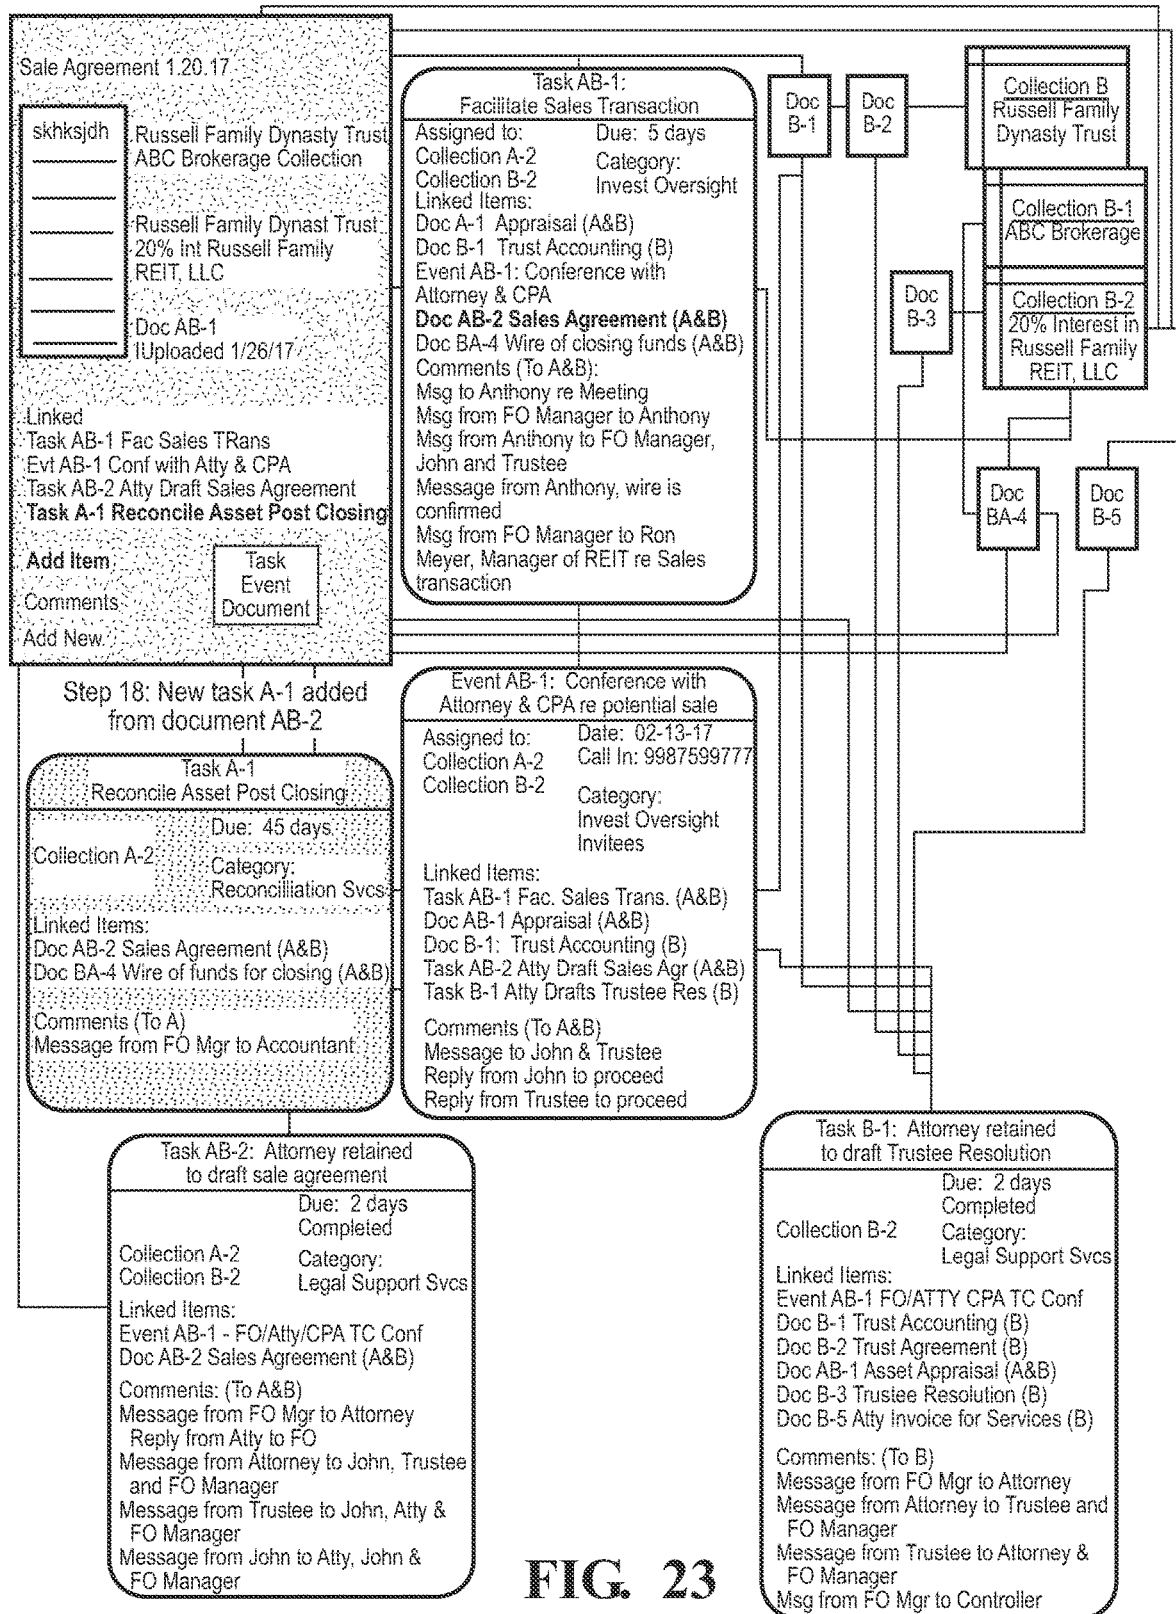 Sale Agreement 1.20.17
skhksjdh
Russell Family Dynasty Trust
ABC Brokerage Collection
Russell Family Dynast Trust
20% Int Russell Family
REIT, LLC
Doc AB-1
IUploaded 1/26/17
Linked
Task AB-1 Fac Sales TRans
Evt AB-1 Conf with Atty & CPA
Task AB-2 Atty Draft Sales Agreement
Task A-1 Reconcile Asset Post Closing
Add Item
Task
Event
Document
Comments
Add New
Step 18: New task A-1 added
from document AB-2
Task AB-1:
Facilitate Sales Transaction
Assigned to:
Collection A-2
Collection B-2
Due: 5 days
Category:
Invest Oversight
Linked Items:
Doc A-1 Appraisal (A&B)
Doc B-1 Trust Accounting (B)
Event AB-1: Conference with
Attorney & CPA
Doc AB-2 Sales Agreement (A&B)
Doc BA-4 Wire of closing funds (A&B)
Comments (To A&B):
Msg to Anthony re Meeting
Msg from FO Manager to Anthony
Msg from Anthony to FO Manager,
John and Trustee
Message from Anthony, wire is
confirmed
Msg from FO Manager to Ron
Meyer, Manager of REIT re Sales
transaction
Doc
B-1
Doc
B-2
Collection B
Russell Family
Dynasty Trust
Collection B-1
ABC Brokerage
Doc
B-3
Collection B-2
20% Interest in
Russell Family
REIT, LLC
Doc
BA-4
Doc
B-5
Task A-1
Reconcile Asset Post Closing
Due: 45 days
Collection A-2
Category:
Reconcilliation Svcs
Linked Items:
Doc AB-2 Sales Agreement (A&B)
Doc BA-4 Wire of funds for closing (A&B)
Comments (To A)
Message from FO Mgr to Accountant
Event AB-1: Conference with
Attorney & CPA re potential sale
Assigned to:
Collection A-2
Collection B-2
Date: 02-13-17
Call In: 9987599777
Category:
Invest Oversight
Invitees
Linked Items:
Task AB-1 Fac. Sales Trans. (A&B)
Doc AB-1 Appraisal (A&B)
Doc B-1: Trust Accounting (B)
Task AB-2 Atty Draft Sales Agr (A&B)
Task B-1 Atty Drafts Trustee Res (B)
Comments (To A&B)
Message to John & Trustee
Reply from John to proceed
Reply from Trustee to proceed
Task AB-2: Attorney retained
to draft sale agreement
Due: 2 days
Completed
Collection A-2
Collection B-2
Category:
Legal Support Svcs
Linked Items:
Event AB-1 - FO/Atty/CPA TC Conf
Doc AB-2 Sales Agreement (A&B)
Comments: (To A&B)
Message from FO Mgr to Attorney
Reply from Atty to FO
Message from Attorney to John, Trustee
and FO Manager
Message from Trustee to John, Atty &
FO Manager
Message from John to Atty, John &
FO Manager
Task B-1: Attorney retained
to draft Trustee Resolution
Due: 2 days
Completed
Collection B-2
Category:
Legal Support Svcs
Linked Items:
Event AB-1 FO/ATTY CPA TC Conf
Doc B-1 Trust Accounting (B)
Doc B-2 Trust Agreement (B)
Doc AB-1 Asset Appraisal (A&B)
Doc B-3 Trustee Resolution (B)
Doc B-5 Atty Invoice for Services (B)
Comments: (To B)
Message from FO Mgr to Attorney
Message from Attorney to Trustee and
FO Manager
Message from Trustee to Attorney &
FO Manager
Msg from FO Mgr to Controller
FIG. 23